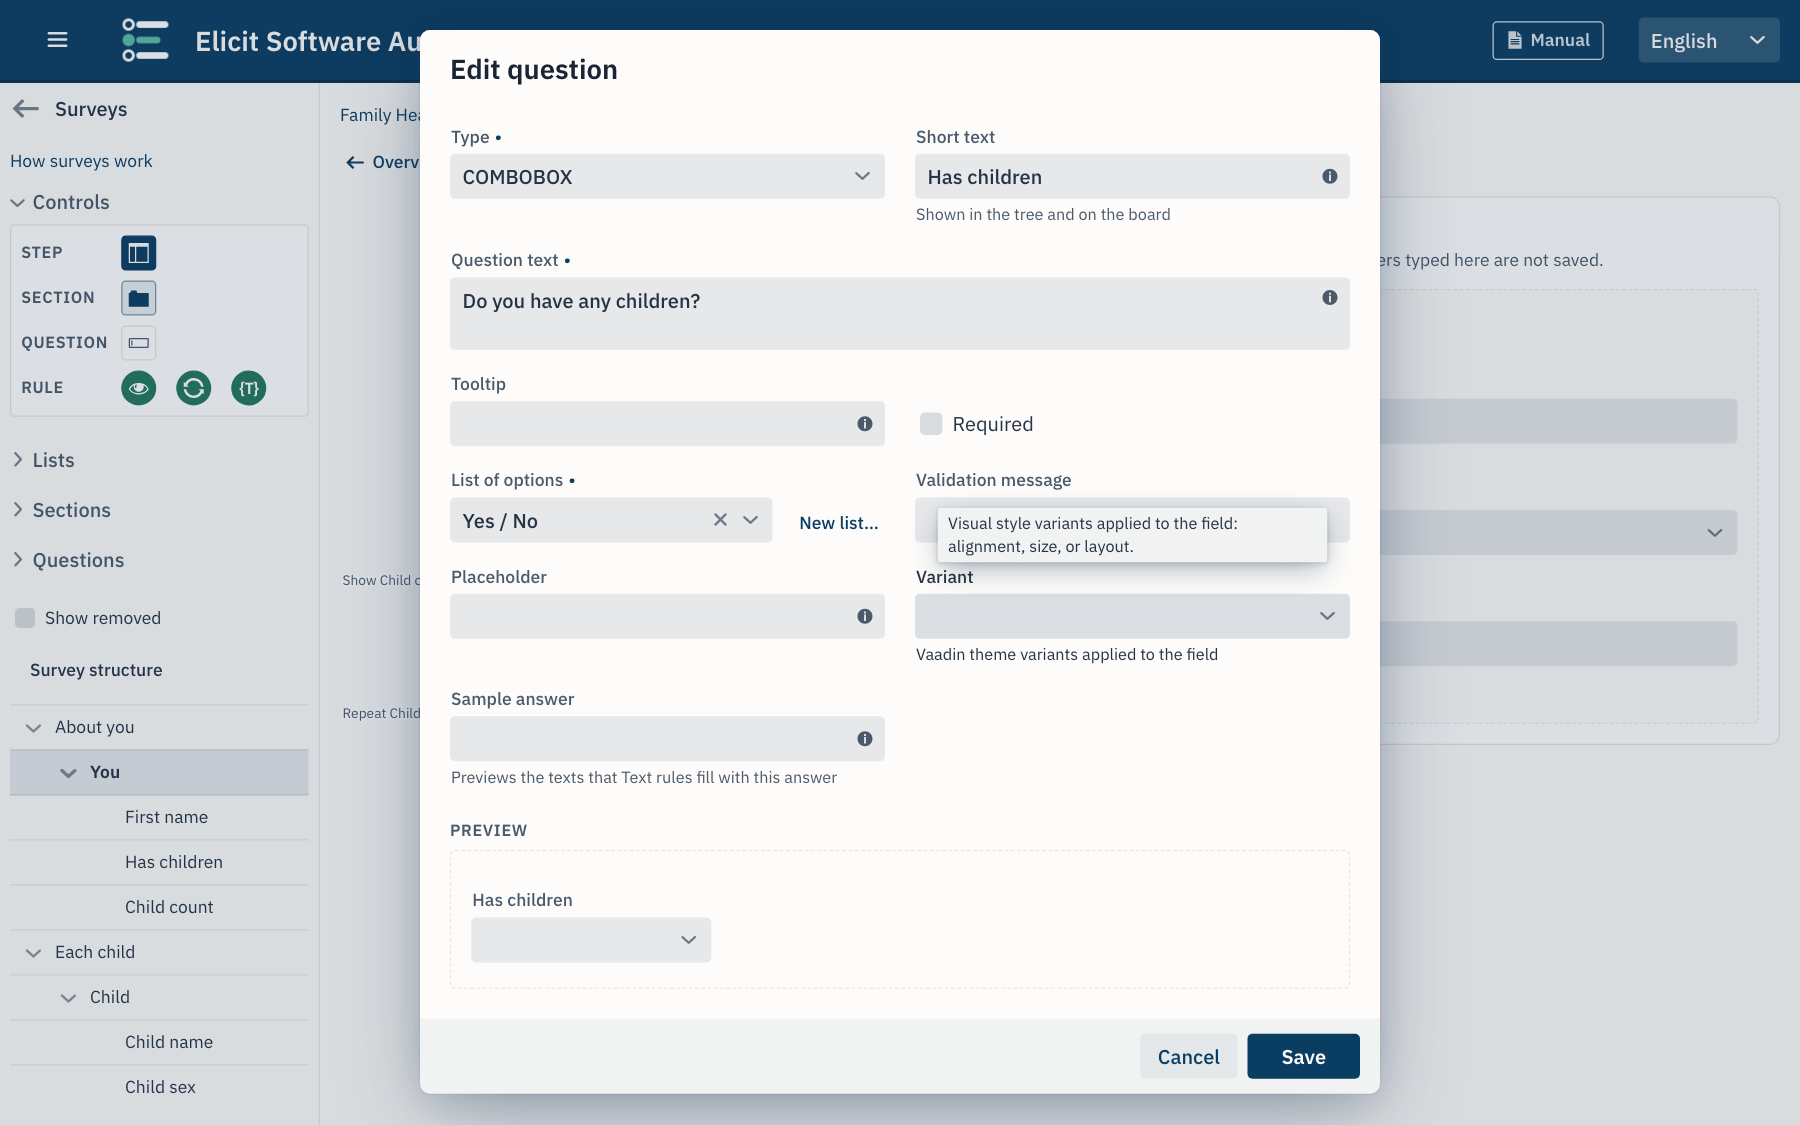 Elicit Software Au
Manual
English
Surveys
How surveys work
Controls
STEP
SECTION
QUESTION
RULE
{T}
Lists
Sections
Questions
Show removed
Survey structure
About you
You
First name
Has children
Child count
Each child
Child
Child name
Child sex
Family Hea
Overv
Show Child c
Repeat Child
ers typed here are not saved.
Edit question
Type •
COMBOBOX
Short text
Has children
Shown in the tree and on the board
Question text •
Do you have any children?
Tooltip
Required
List of options •
Yes / No
New list...
Validation message
Visual style variants applied to the field:
alignment, size, or layout.
Placeholder
Variant
Vaadin theme variants applied to the field
Sample answer
Previews the texts that Text rules fill with this answer
PREVIEW
Has children
Cancel
Save